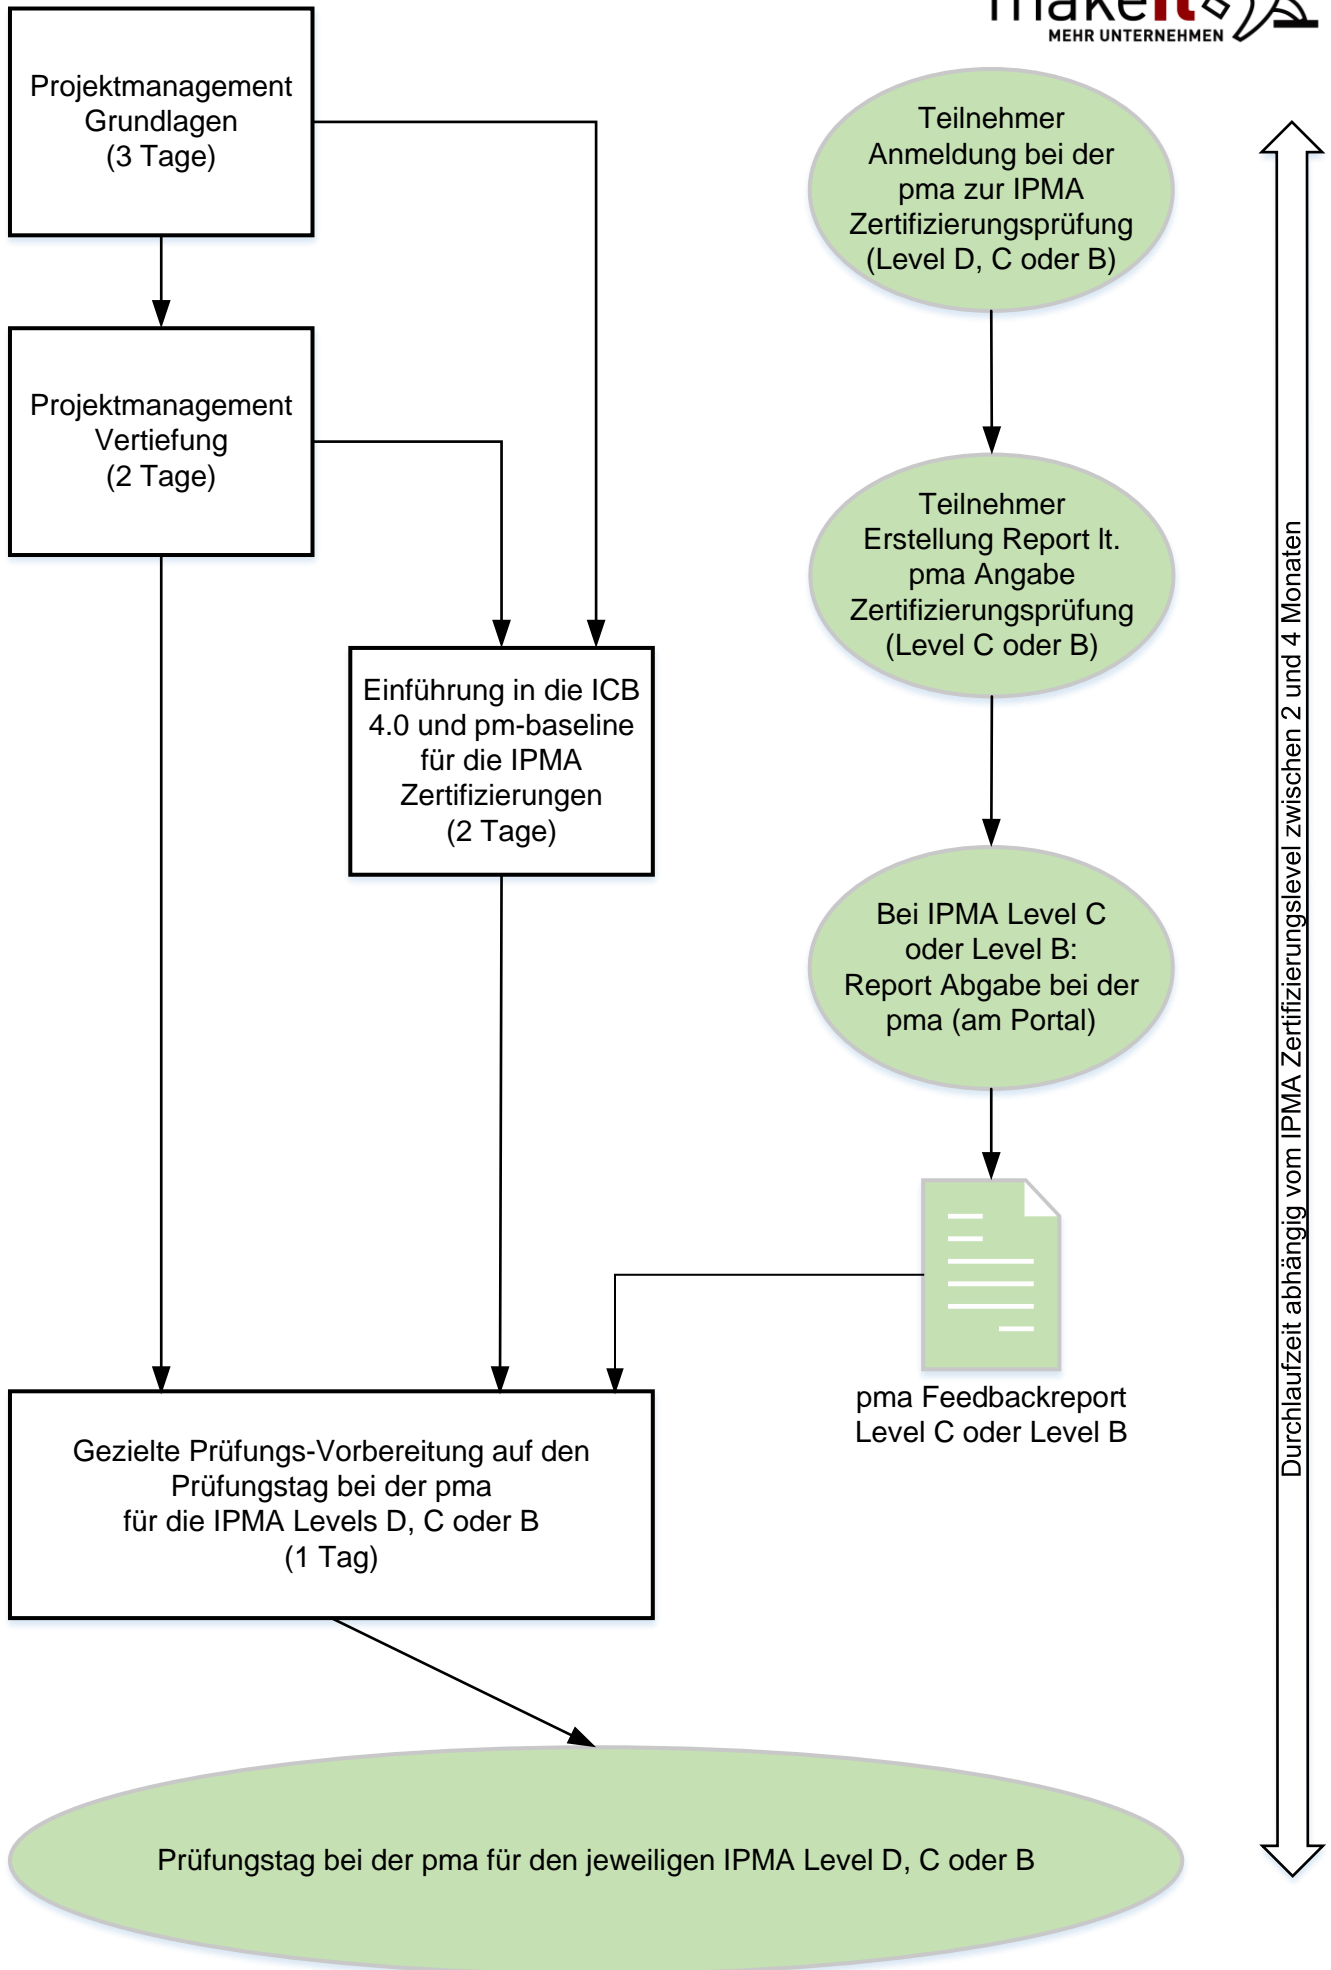 makeit
MEHR UNTERNEHMEN
Projektmanagement
Grundlagen
(3 Tage)
Teilnehmer
Anmeldung bei der
pma zur IPMA
Zertifizierungsprüfung
(Level D, C oder B)
Projektmanagement
Vertiefung
(2 Tage)
Teilnehmer
Erstellung Report lt.
pma Angabe
Zertifizierungsprüfung
(Level C oder B)
Einführung in die ICB
4.0 und pm-baseline
für die IPMA
Zertifizierungen
(2 Tage)
Bei IPMA Level C
oder Level B:
Report Abgabe bei der
pma (am Portal)
pma Feedbackreport
Level C oder Level B
Gezielte Prüfungs-Vorbereitung auf den
Prüfungstag bei der pma
für die IPMA Levels D, C oder B
(1 Tag)
Prüfungstag bei der pma für den jeweiligen IPMA Level D, C oder B
Durchlaufzeit abhängig vom IPMA Zertifizierungslevel zwischen 2 und 4 Monaten